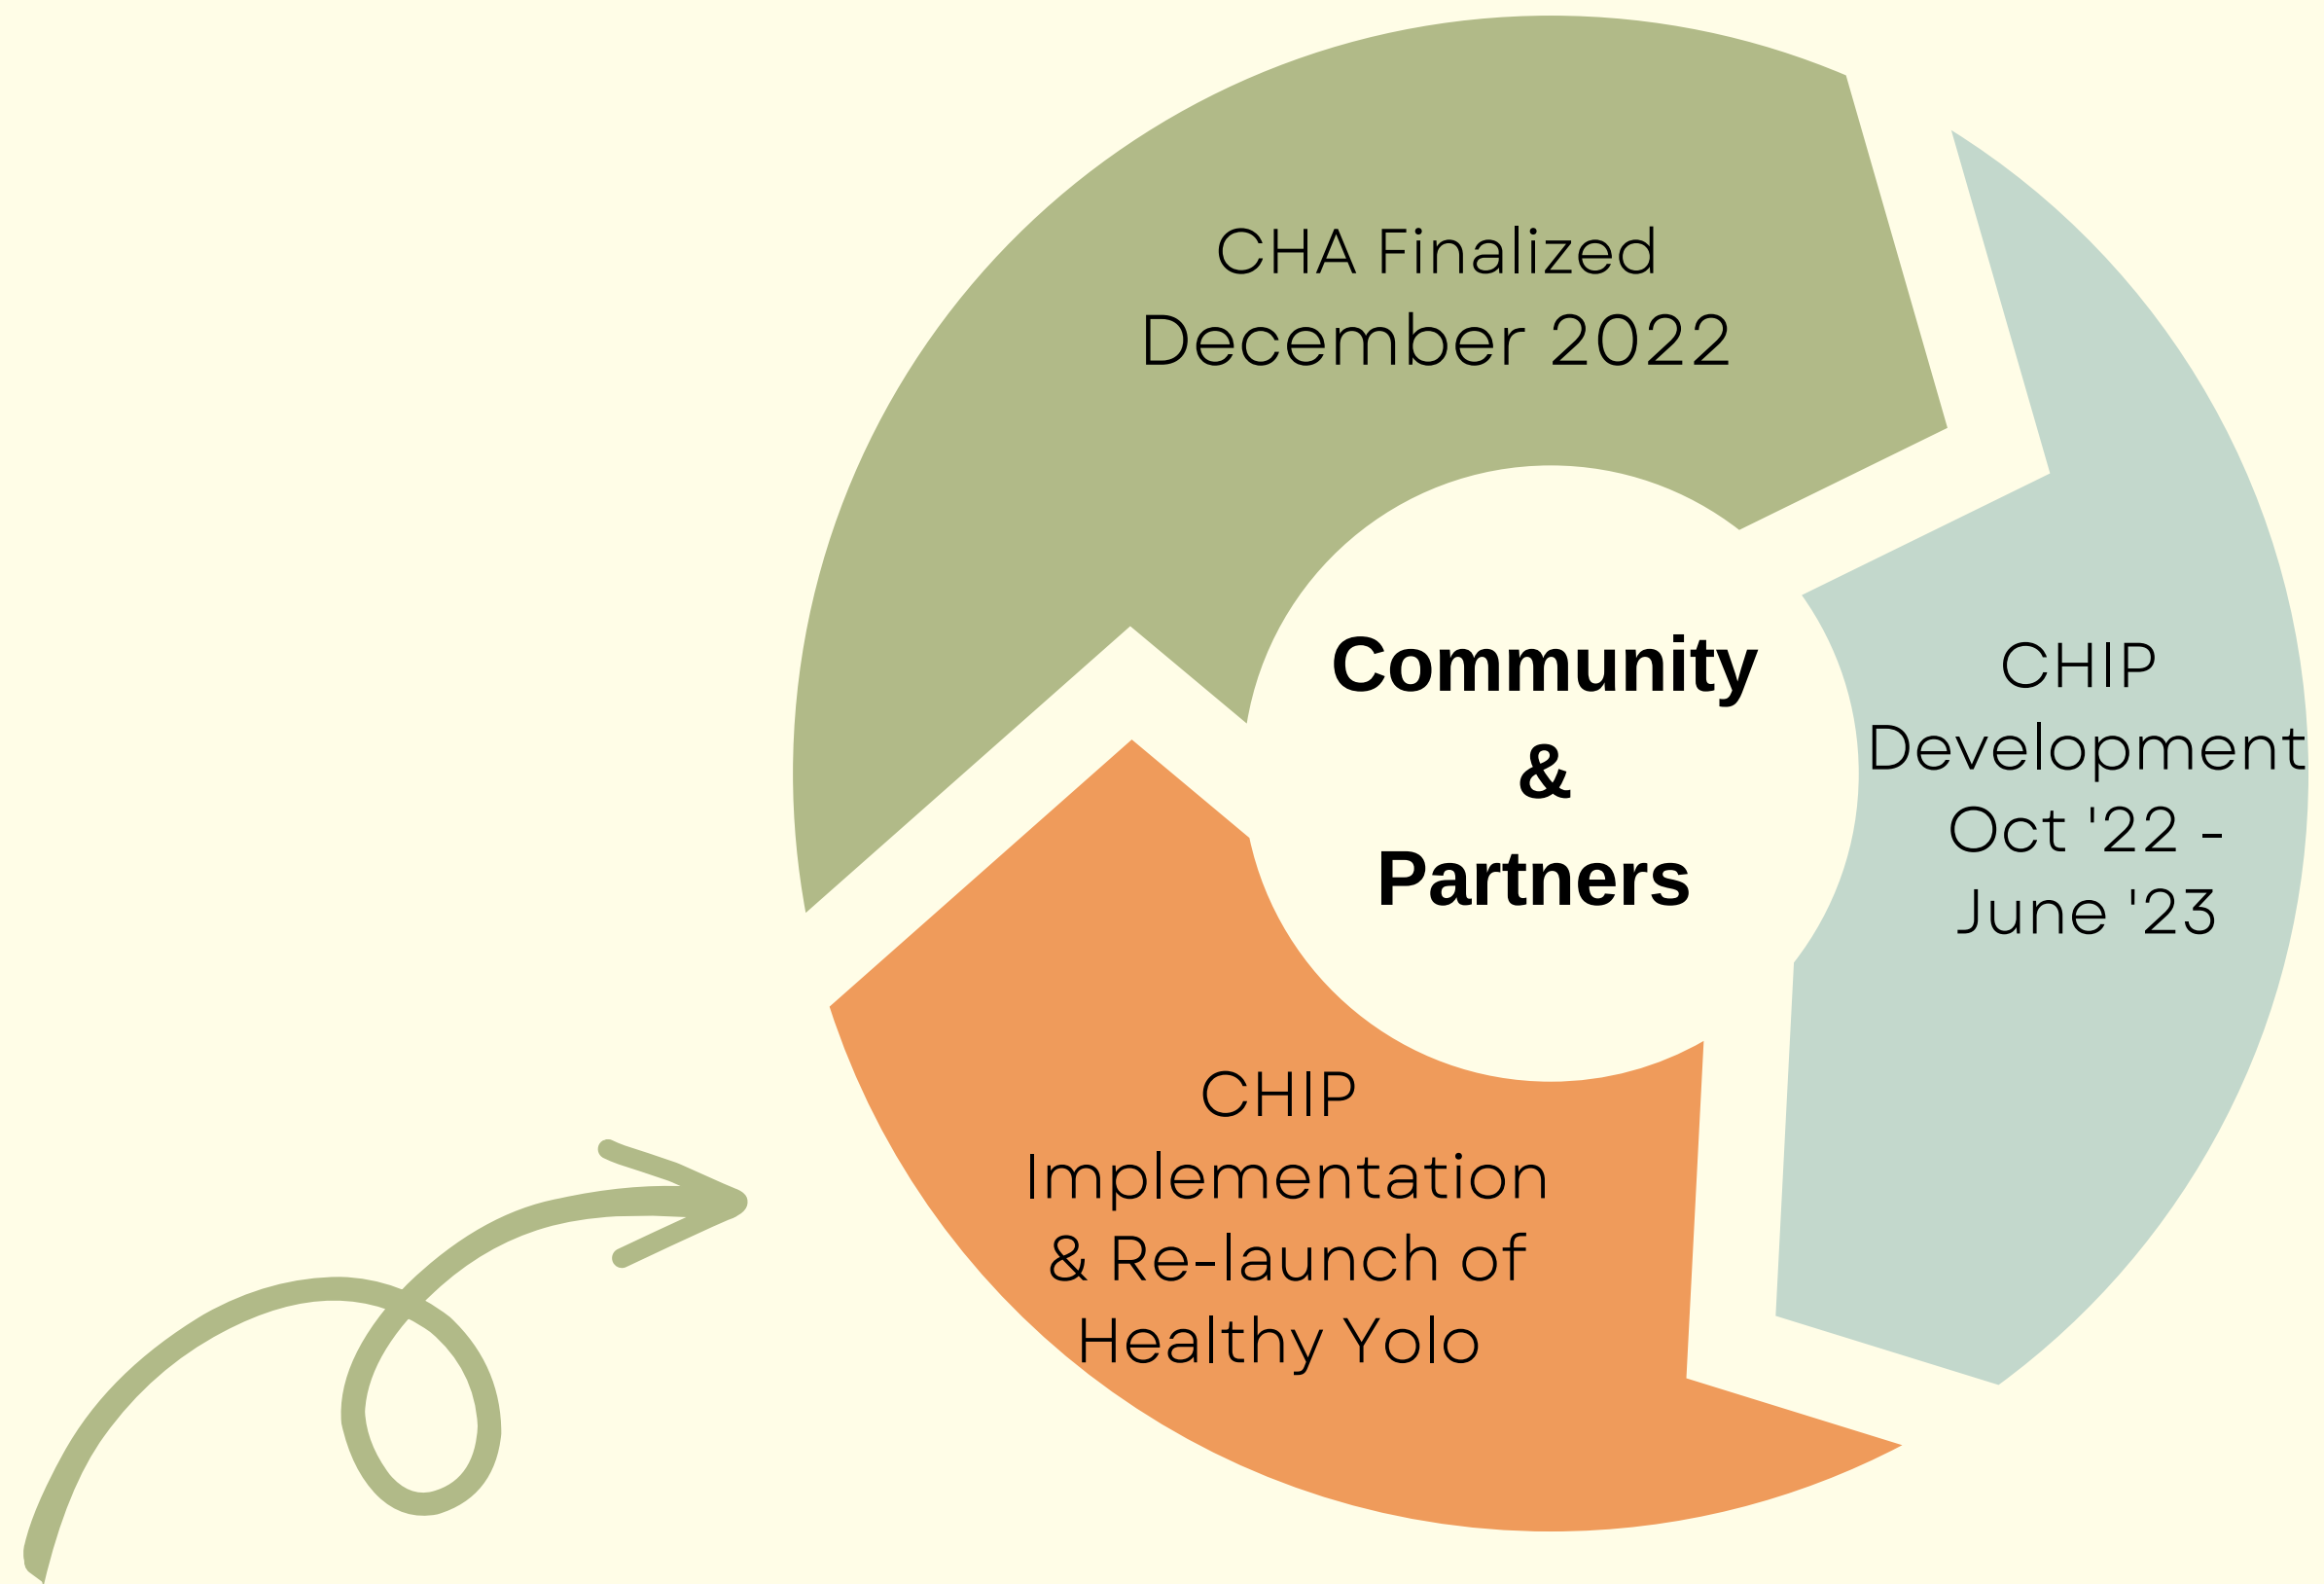 CHA Finalized
December 2022
Community
&
Partners
CHIP
Development
Oct '22 -
June '23
CHIP
Implementation
& Re-launch of
Healthy Yolo